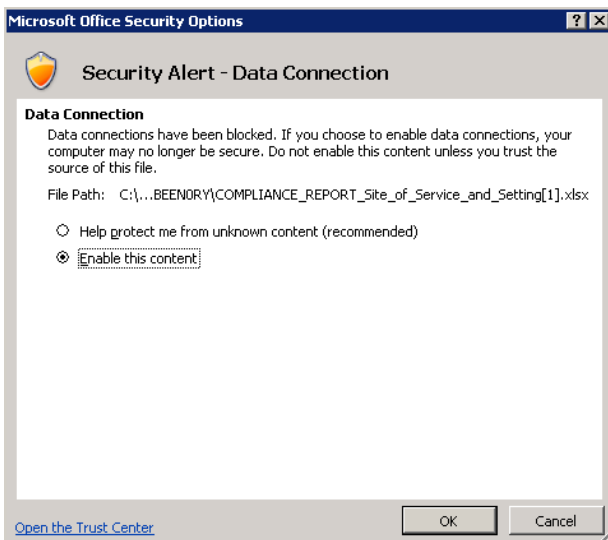 Microsoft Office Security Options
Security Alert - Data Connection
Data Connection
Data connections have been blocked. If you choose to enable data connections, your
computer may no longer be secure. Do not enable this content unless you trust the
source of this file.
File Path: C:\...BEEN0RY\COMPLIANCE_REPORT_Site_of_Service_and_Setting[1].xlsx
Help protect me from unknown content (recommended)
Enable this content
Open the Trust Center
OK
Cancel